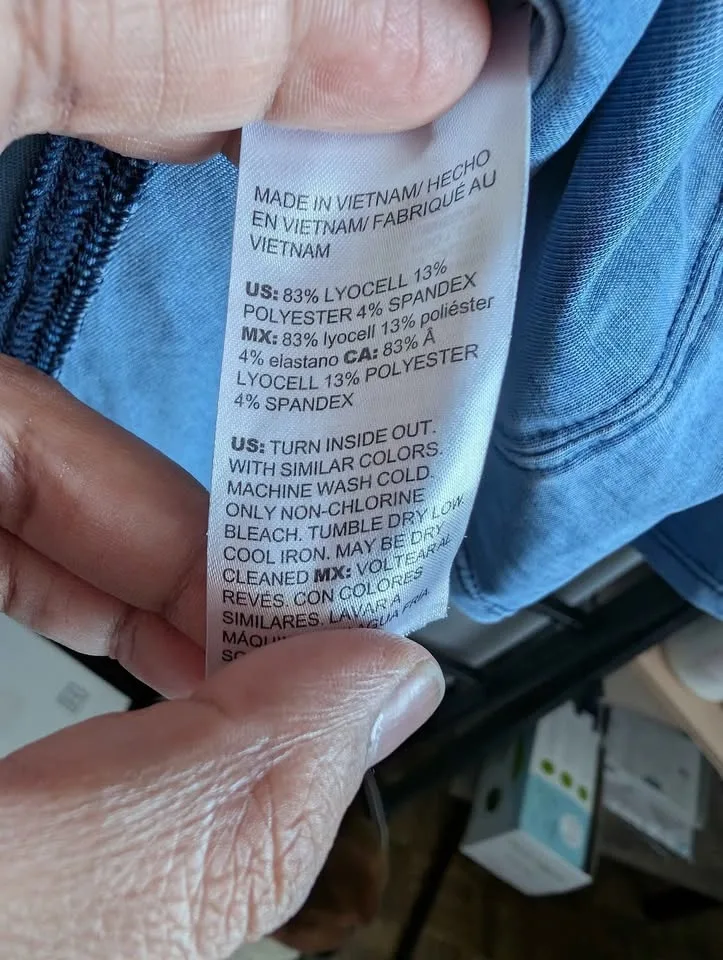 MADE IN VIETNAM/ HECHO
EN VIETNAM/ FABRIQUÉ AU
VIETNAM
US: 83% LYOCELL 13%
POLYESTER 4% SPANDEX
MX: 83% lyocell 13% poliéster
4% elastano CA: 83% Â
LYOCELL 13% POLYESTER
4% SPANDEX
US: TURN INSIDE OUT.
WITH SIMILAR COLORS.
MACHINE WASH COLD.
ONLY NON-CHLORINE
BLEACH. TUMBLE DRY LOW.
COOL IRON. MAY BE DRY
CLEANED MX: VOLTEAR AL
REVES. CON COLORES
SIMILARES. LAVAR A
AGUA FRIA.